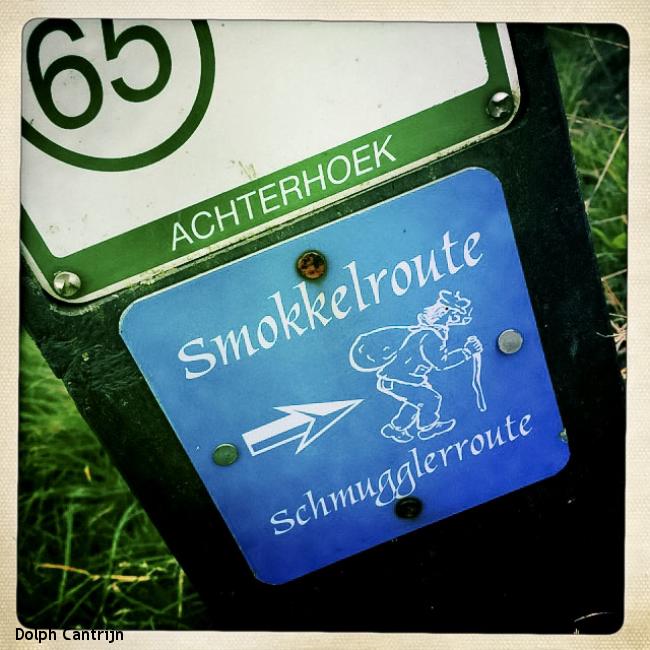 65
ACHTERHOEK
Smokkelroute
Schmugglerroute
Dolph Cantrijn